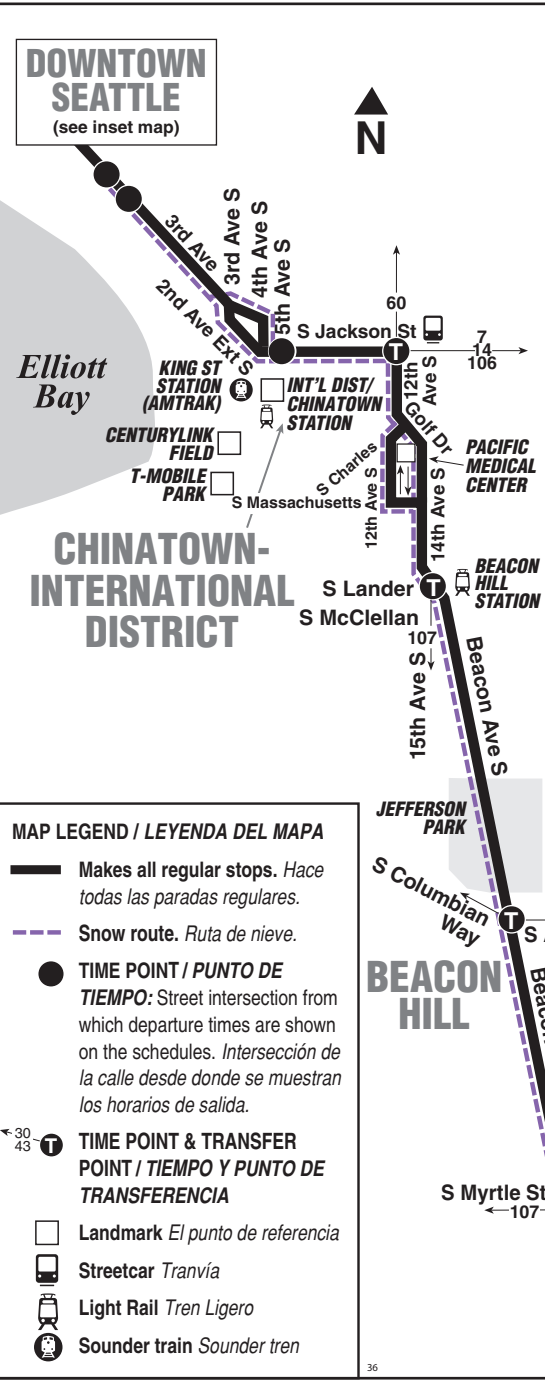 DOWNTOWN
SEATTLE
(see inset map)
N
3rd Ave
2nd Ave Ext S
3rd Ave S
4th Ave S
5th Ave S
S Jackson St
60
7
14
106
Elliott
Bay
KING ST
STATION
(AMTRAK)
INT'L DIST/
CHINATOWN
STATION
12th
Ave S
Golf Dr
CENTURYLINK
FIELD
T-MOBILE
PARK
S Charles
S Massachusetts
12th Ave S
14th Ave S
PACIFIC
MEDICAL
CENTER
CHINATOWN-
INTERNATIONAL
DISTRICT
S Lander
T
T
BEACON
HILL
STATION
S McClellan
107
15th Ave S
Beacon Ave S
JEFFERSON
PARK
S Columbian
Way
T
S
BEACON
HILL
Beacon
S Myrtle St
107
MAP LEGEND / LEYENDA DEL MAPA
Makes all regular stops. Hace
todas las paradas regulares.
Snow route. Ruta de nieve.
TIME POINT / PUNTO DE
TIEMPO: Street intersection from
which departure times are shown
on the schedules. Intersección de
la calle desde donde se muestran
los horarios de salida.
30
43
T
TIME POINT & TRANSFER
POINT / TIEMPO Y PUNTO DE
TRANSFERENCIA
Landmark El punto de referencia
Streetcar Tranvía
Light Rail Tren Ligero
Sounder train Sounder tren
36